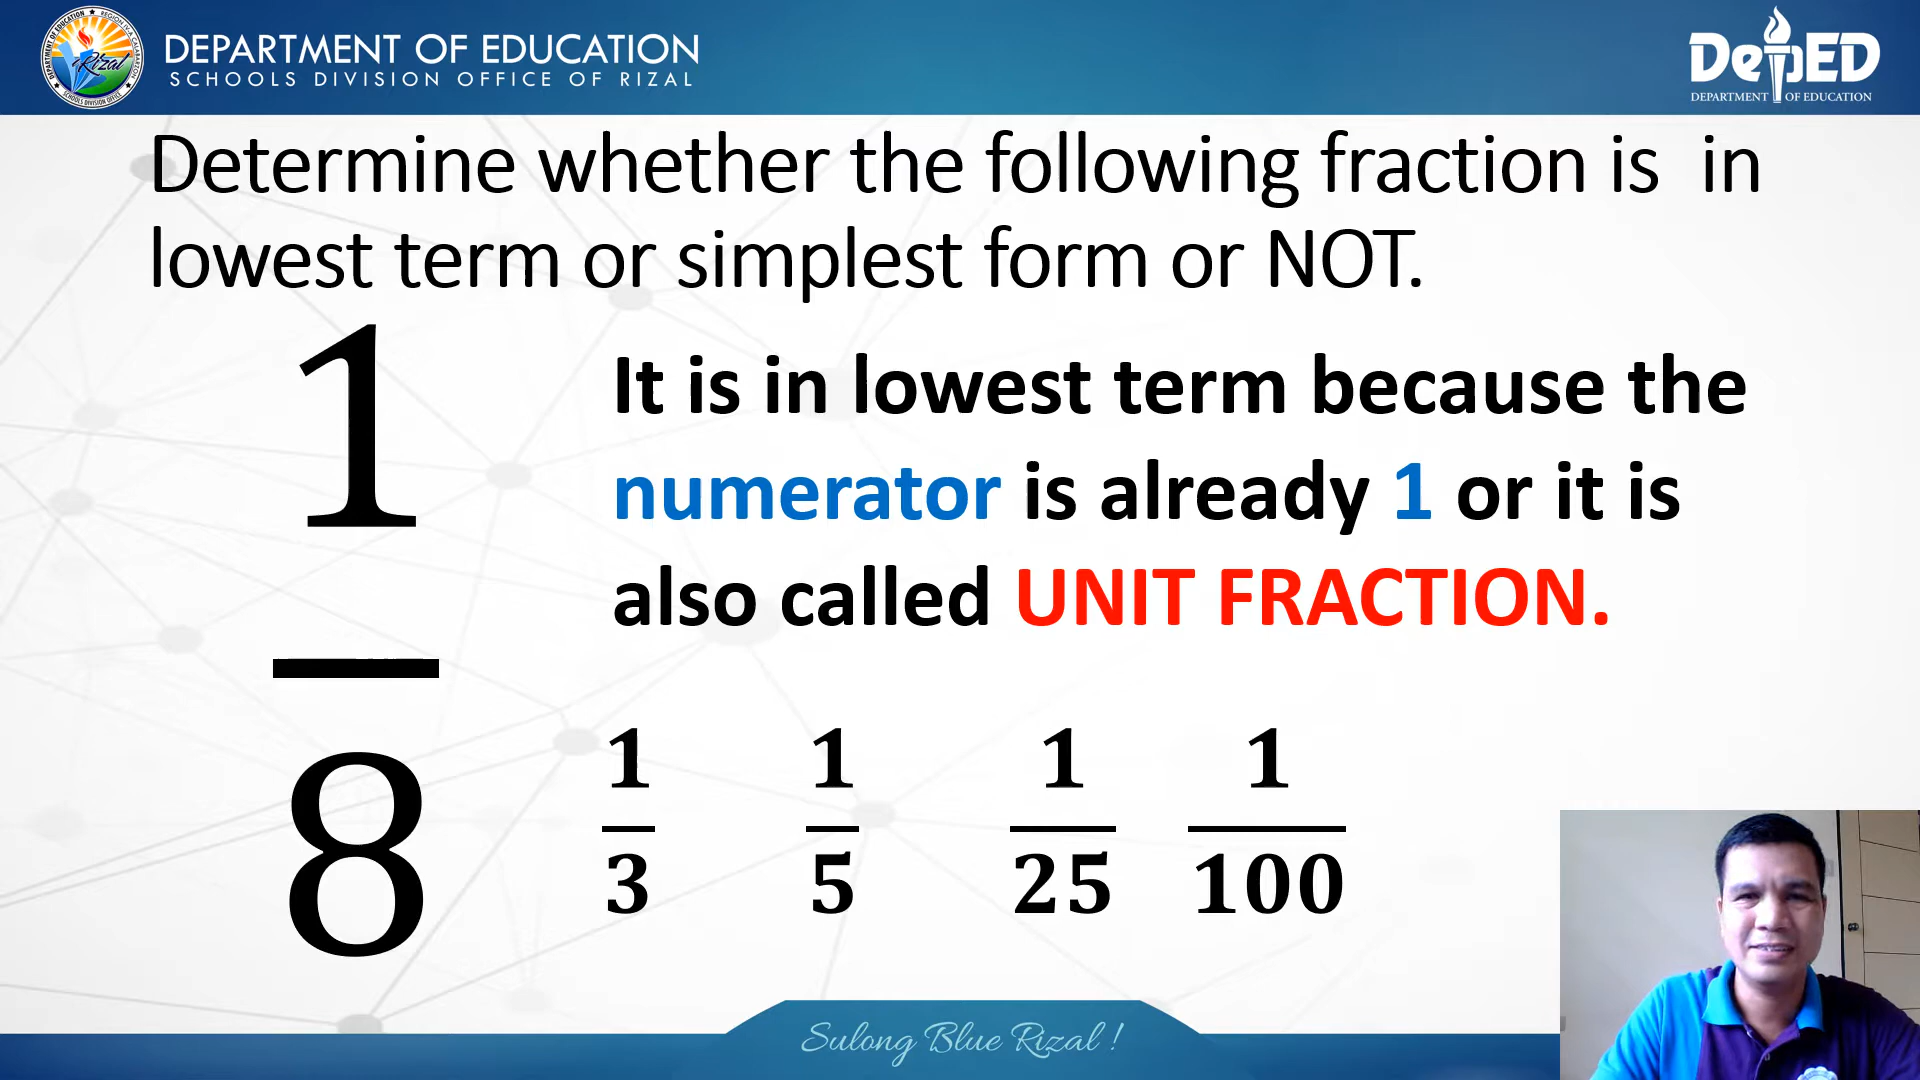 DEPARTMENT OF EDUCATION
SCHOOLS DIVISION OFFICE OF RIZAL
Rizal
DepED
DEPARTMENT OF EDUCATION
Determine whether the following fraction is in
lowest term or simplest form or NOT.
1
8
It is in lowest term because the
numerator is already 1 or it is
also called UNIT FRACTION.
1 1 1 1
3 5 25 100
Sulong Blue Rizal !